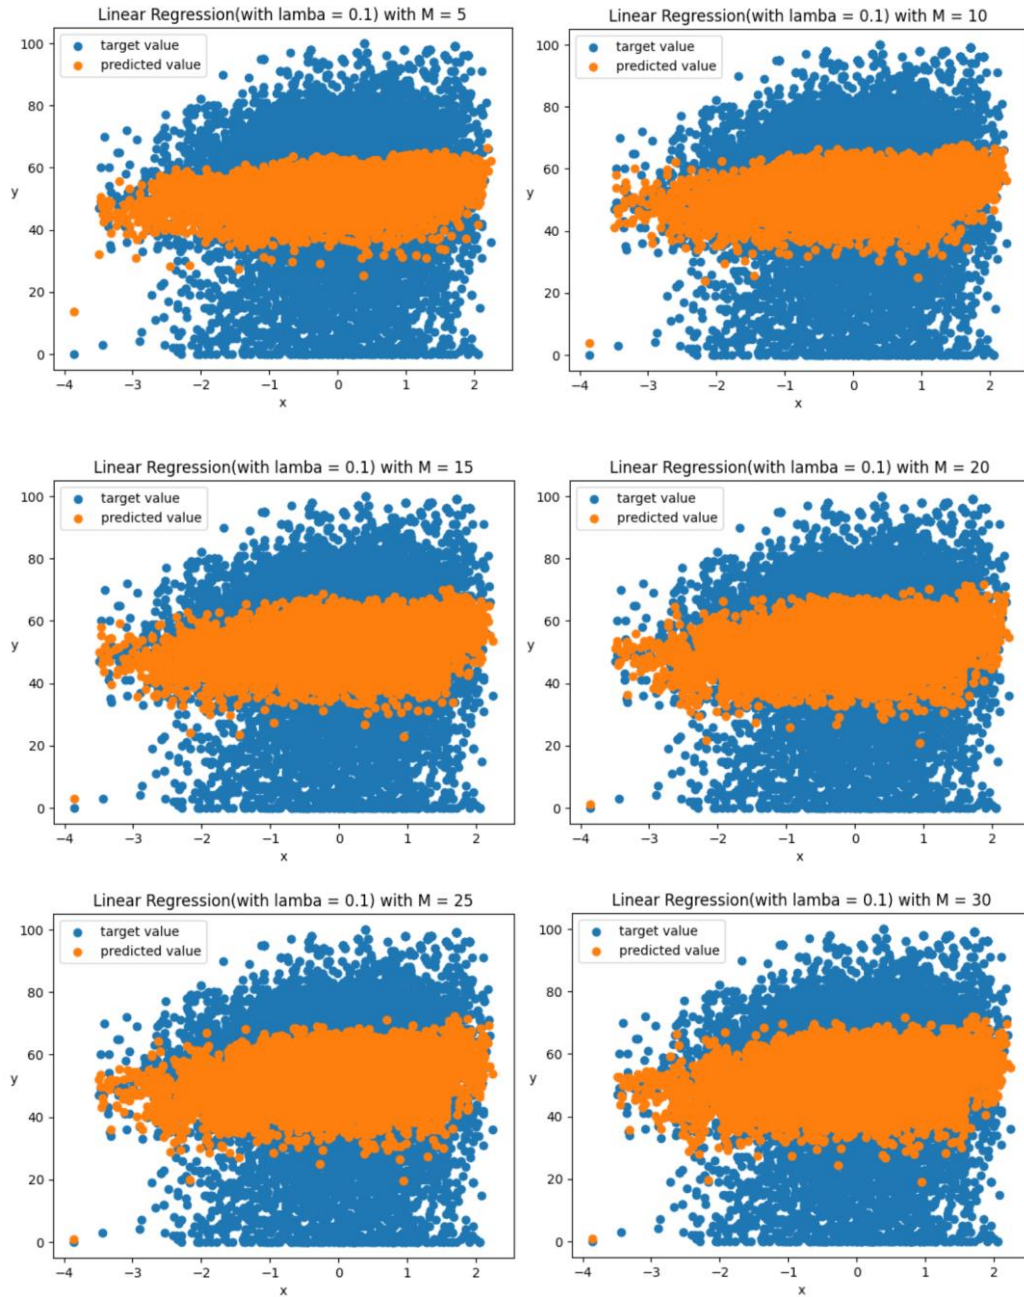 Linear Regression(with lamba = 0.1) with M = 5
target value
predicted value
100
80
60
40
20
0
y
−4 −3 −2 −1 0 1 2
x
Linear Regression(with lamba = 0.1) with M = 10
target value
predicted value
100
80
60
40
20
0
y
−4 −3 −2 −1 0 1 2
x
Linear Regression(with lamba = 0.1) with M = 15
target value
predicted value
100
80
60
40
20
0
y
−4 −3 −2 −1 0 1 2
x
Linear Regression(with lamba = 0.1) with M = 20
target value
predicted value
100
80
60
40
20
0
y
−4 −3 −2 −1 0 1 2
x
Linear Regression(with lamba = 0.1) with M = 25
target value
predicted value
100
80
60
40
20
0
y
−4 −3 −2 −1 0 1 2
x
Linear Regression(with lamba = 0.1) with M = 30
target value
predicted value
100
80
60
40
20
0
y
−4 −3 −2 −1 0 1 2
x